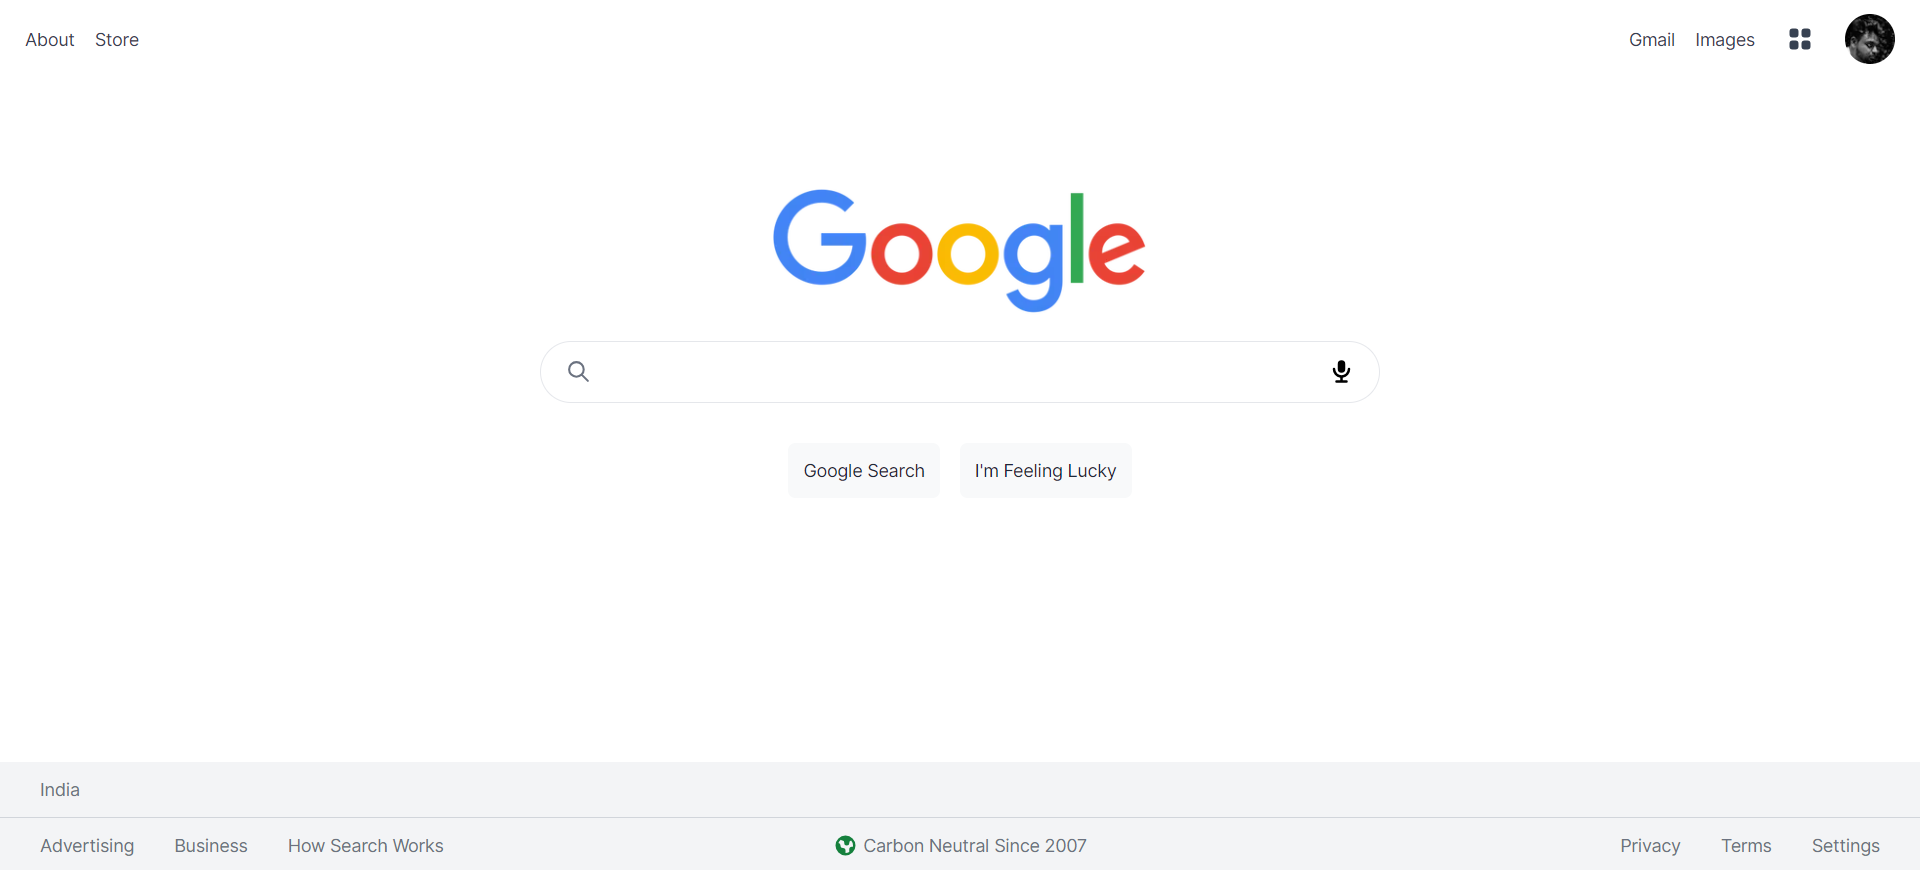 About Store Gmail Images
Google
Google Search I'm Feeling Lucky
India
Advertising Business How Search Works Carbon Neutral Since 2007 Privacy Terms Settings